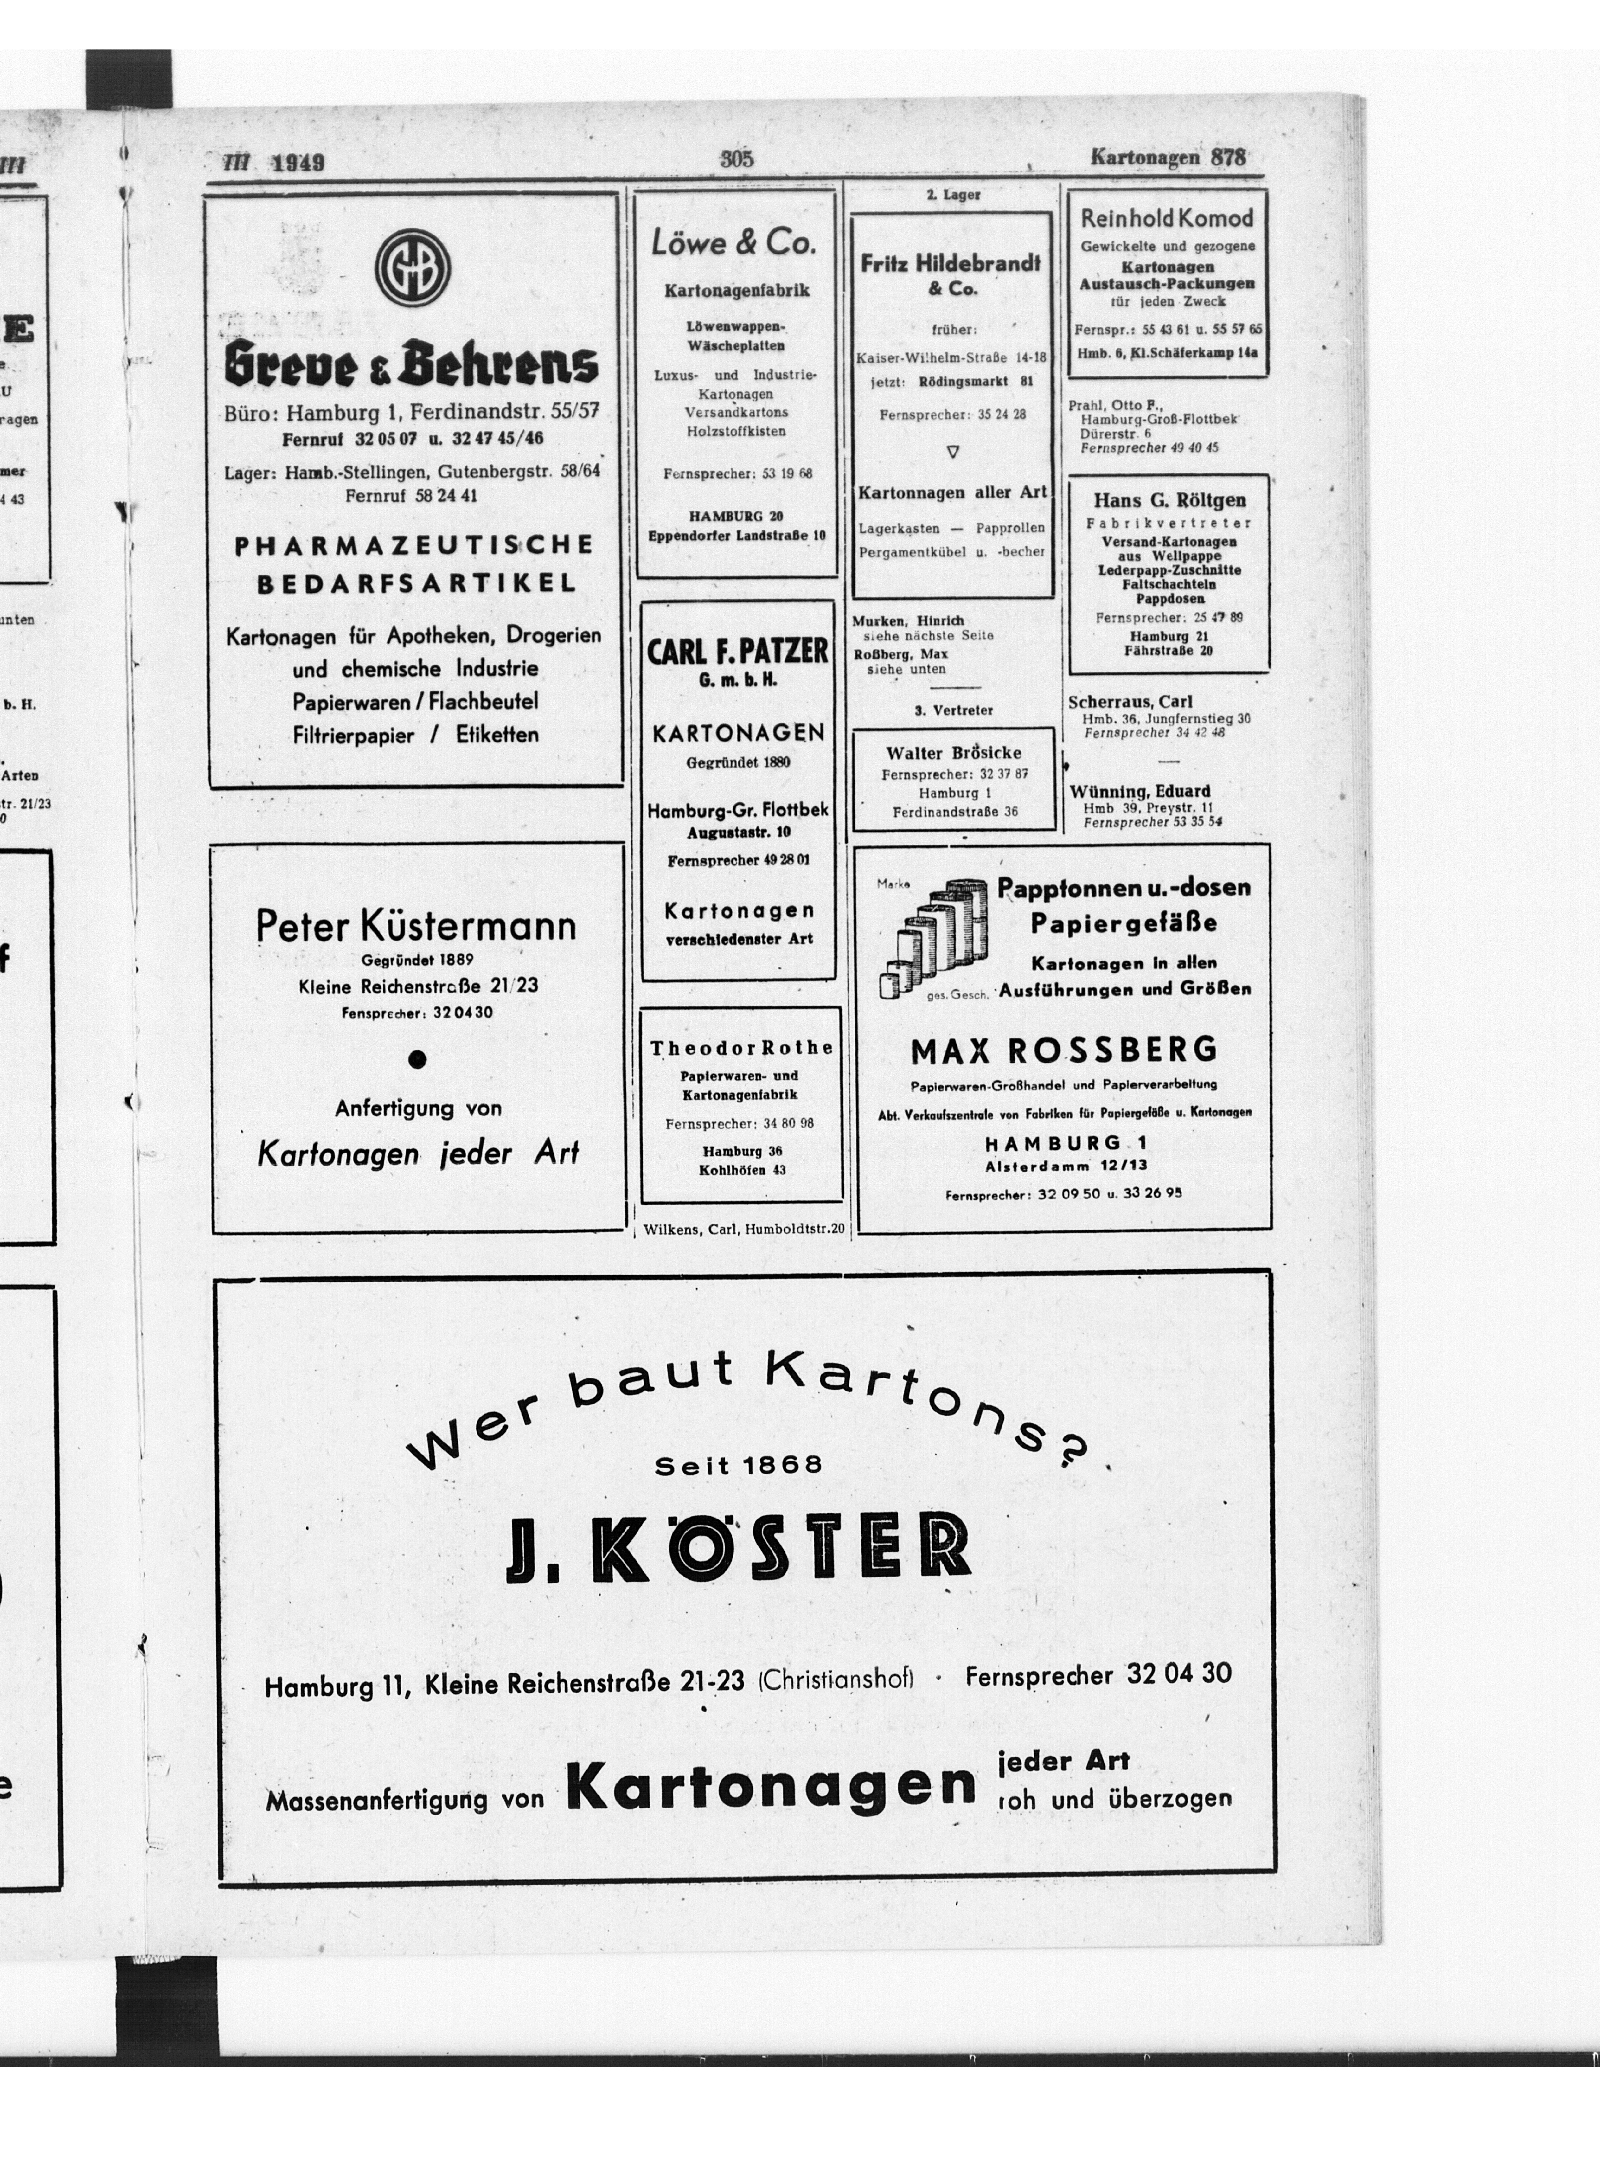 III 1949
305
Kartonagen 878
GB
Greve & Behrens
Büro: Hamburg 1, Ferdinandstr. 55/57
Fernruf 32 05 07 u. 32 47 45/46
Lager: Hamb.-Stellingen, Gutenbergstr. 58/64
Fernruf 58 24 41
PHARMAZEUTISCHE
BEDARFSARTIKEL
Kartonagen für Apotheken, Drogerien
und chemische Industrie
Papierwaren / Flachbeutel
Filtrierpapier / Etiketten
Peter Küstermann
Gegründet 1889
Kleine Reichenstraße 21/23
Fensprecher: 32 04 30
Anfertigung von
Kartonagen jeder Art
Löwe & Co.
Kartonagenfabrik
Löwenwappen-
Wäscheplatten
Luxus- und Industrie-
Kartonagen
Versandkartons
Holzstoffkisten
Fernsprecher: 53 19 68
HAMBURG 20
Eppendorfer Landstraße 10
CARL F. PATZER
G. m. b. H.
KARTONAGEN
Gegründet 1880
Hamburg-Gr. Flottbek
Augustastr. 10
Fernsprecher 49 28 01
Kartonagen
verschiedenster Art
Theodor Rothe
Papierwaren- und
Kartonagenfabrik
Fernsprecher: 34 80 98
Hamburg 36
Kohlhöfen 43
Wilkens, Carl, Humboldtstr.20
2. Lager
Fritz Hildebrandt
& Co.
früher:
Kaiser-Wilhelm-Straße 14-18
jetzt: Rödingsmarkt 81
Fernsprecher: 35 24 28
Kartonnagen aller Art
Lagerkasten — Papprollen
Pergamentkübel u. -becher
Murken, Hinrich
siehe nächste Seite
Roßberg, Max
siehe unten
3. Vertreter
Walter Brösicke
Fernsprecher: 32 37 87
Hamburg 1
Ferdinandstraße 36
Reinhold Komod
Gewickelte und gezogene
Kartonagen
Austausch-Packungen
für jeden Zweck
Fernspr.: 55 43 61 u. 55 57 65
Hmb. 6, Kl.Schäferkamp 14a
Prahl, Otto F.,
Hamburg-Groß-Flottbek
Dürerstr. 6
Fernsprecher 49 40 45
Hans G. Röltgen
Fabrikvertreter
Versand-Kartonagen
aus Wellpappe
Lederpapp-Zuschnitte
Faltschachteln
Pappdosen
Fernsprecher: 25 47 89
Hamburg 21
Fährstraße 20
Scherraus, Carl
Hmb. 36, Jungfernstieg 30
Fernsprecher 34 42 48
Wünning, Eduard
Hmb 39, Preystr. 11
Fernsprecher 53 35 54
Marke
ges. Gesch.
Papptonnen u.-dosen
Papiergefäße
Kartonagen in allen
Ausführungen und Größen
MAX ROSSBERG
Papierwaren-Großhandel und Papierverarbeitung
Abt. Verkaufszentrale von Fabriken für Papiergefäße u. Kartonagen
HAMBURG 1
Alsterdamm 12/13
Fernsprecher: 32 09 50 u. 33 26 95
Wer baut Kartons?
Seit 1868
J. KÖSTER
Hamburg 11, Kleine Reichenstraße 21-23 (Christianshof) · Fernsprecher 32 04 30
Massenanfertigung von Kartonagen jeder Art
roh und überzogen